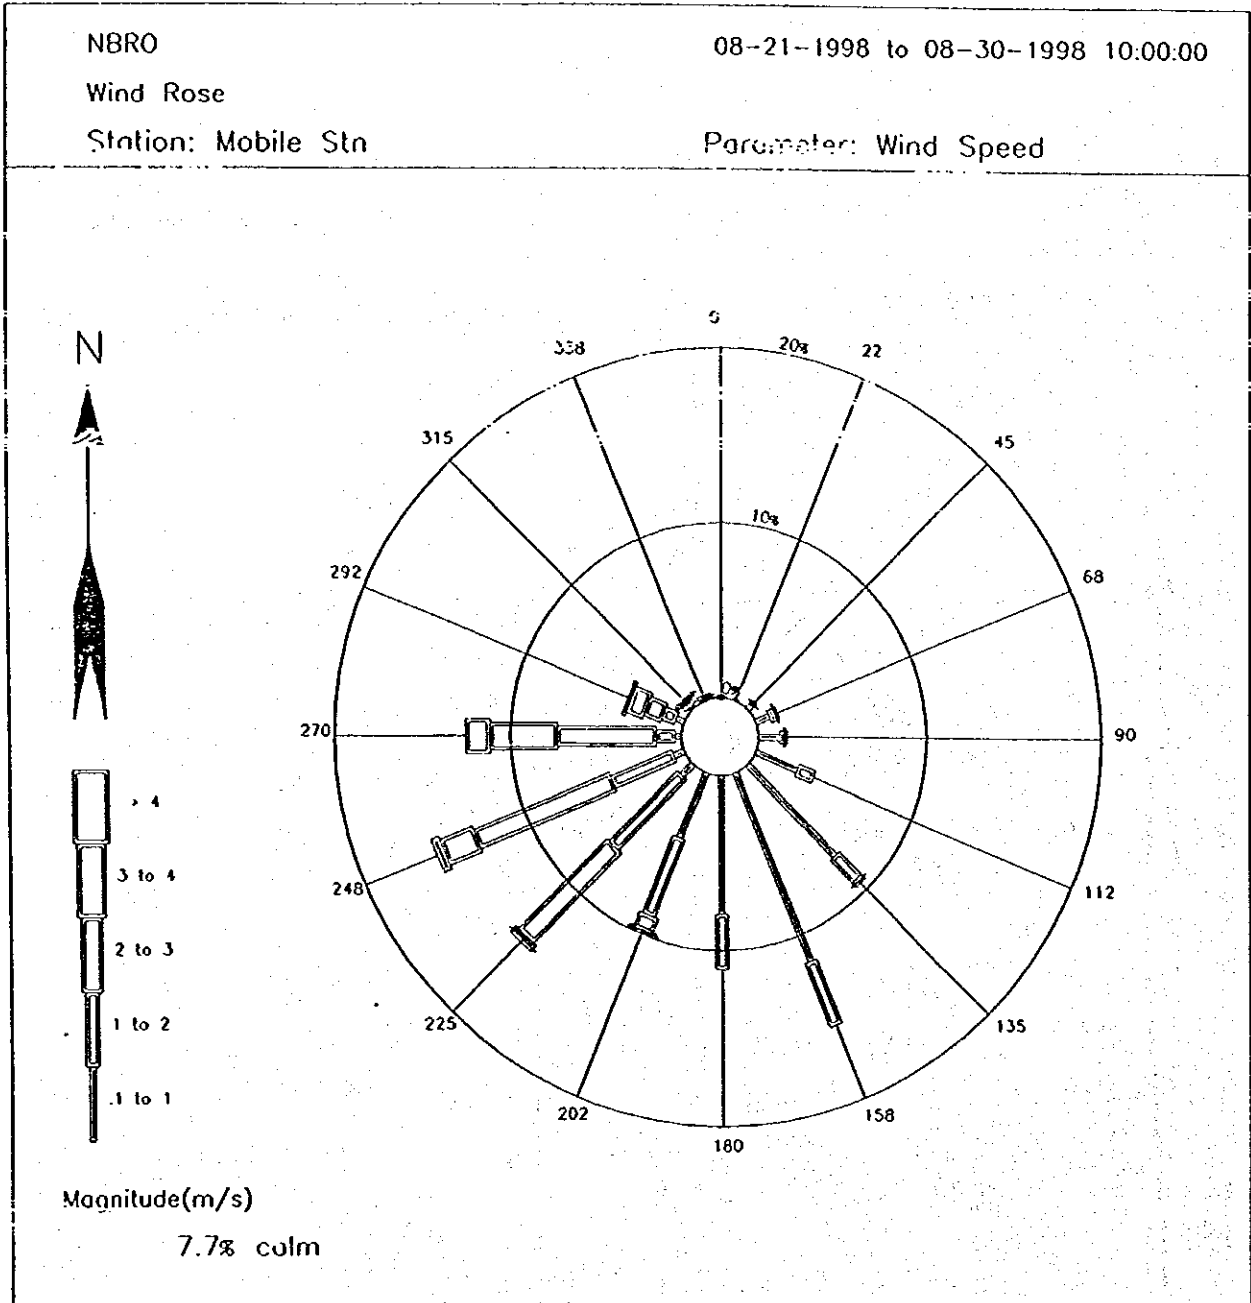 NBRO
08-21-1998 to 08-30-1998 10:00:00
Wind Rose
Station: Mobile Stn
Parameter: Wind Speed
N
0
20%
22
338
45
315
10%
68
292
270
90
> 4
3 to 4
248
112
2 to 3
225
135
1 to 2
202
158
.1 to 1
180
Magnitude(m/s)
7.7% calm